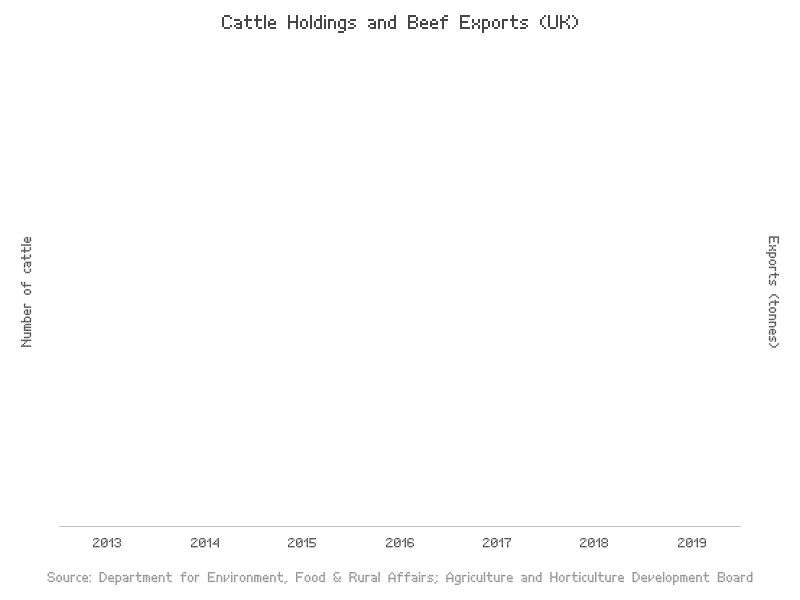 Cattle Holdings and Beef Exports (UK)
Number of cattle
Exports (tonnes)
2013 2014 2015 2016 2017 2018 2019
Source: Department for Environment, Food & Rural Affairs; Agriculture and Horticulture Development Board